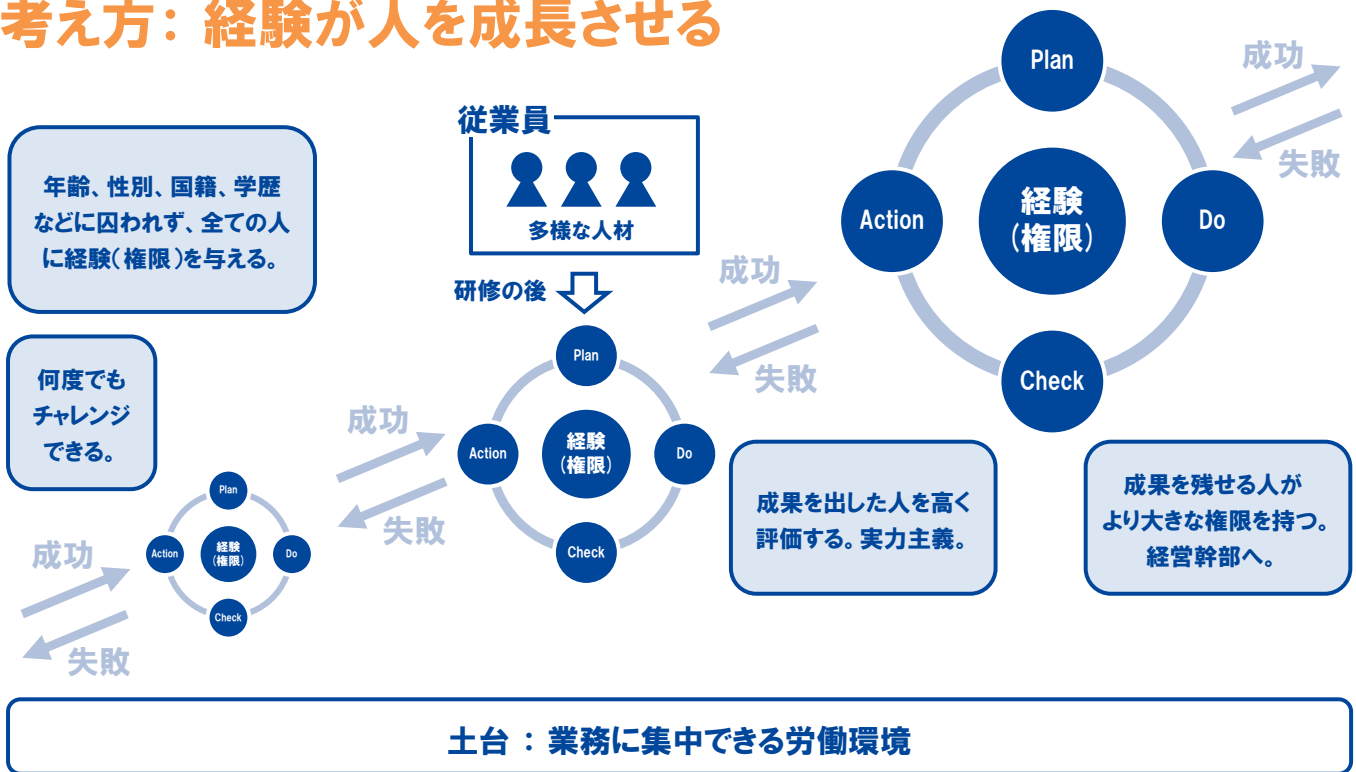 考え方：経験が人を成長させる
年齢、性別、国籍、学歴
などに囚われず、全ての人
に経験（権限）を与える。
何度でも
チャレンジ
できる。
従業員
多様な人材
研修の後
成功
失敗
Plan
Do
Check
Action
経験
（権限）
成功
失敗
Plan
Do
Check
Action
経験
（権限）
成功
失敗
Plan
Do
Check
Action
経験
（権限）
成功
失敗
成果を出した人を高く
評価する。実力主義。
成果を残せる人が
より大きな権限を持つ。
経営幹部へ。
土台 ： 業務に集中できる労働環境